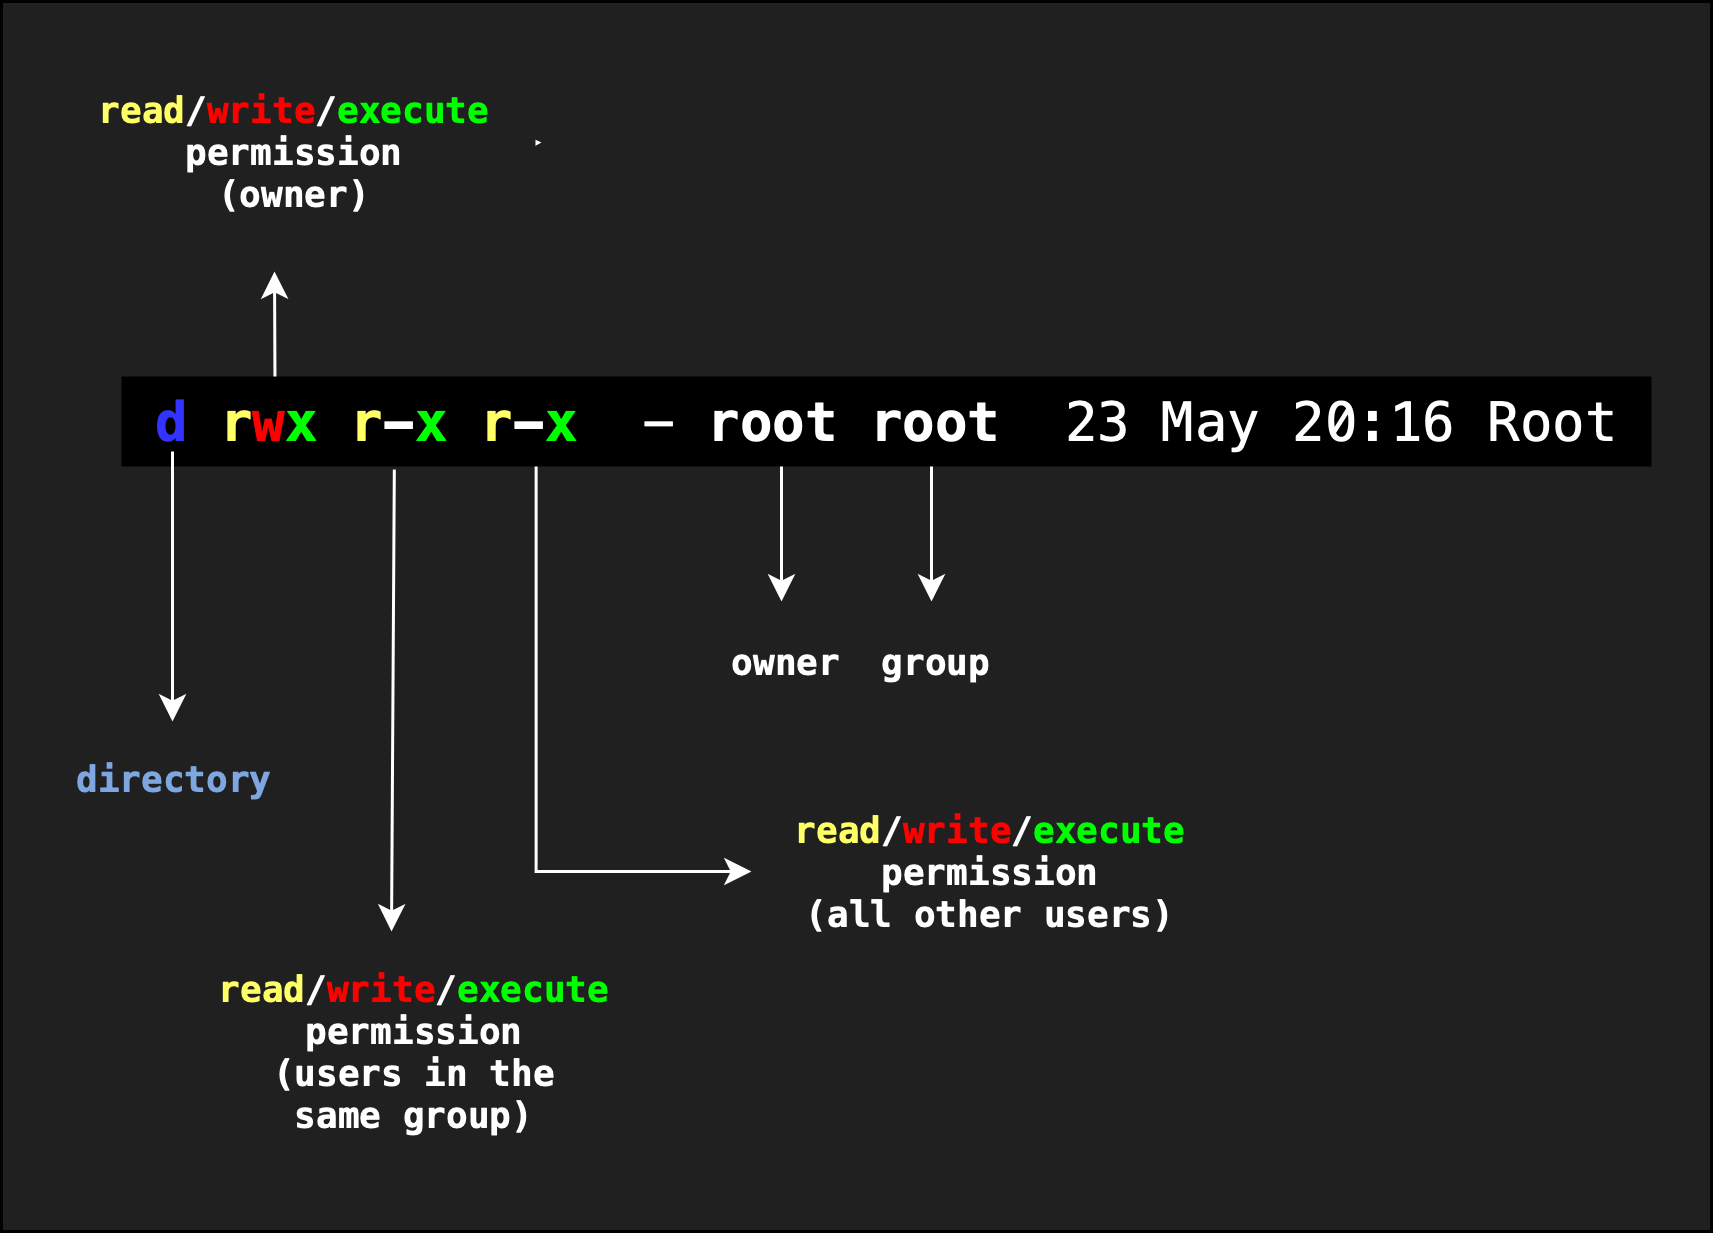 read/write/execute
permission
(owner)
d rwx r-x r-x - root root 23 May 20:16 Root
owner group
directory
read/write/execute
permission
(all other users)
read/write/execute
permission
(users in the
same group)